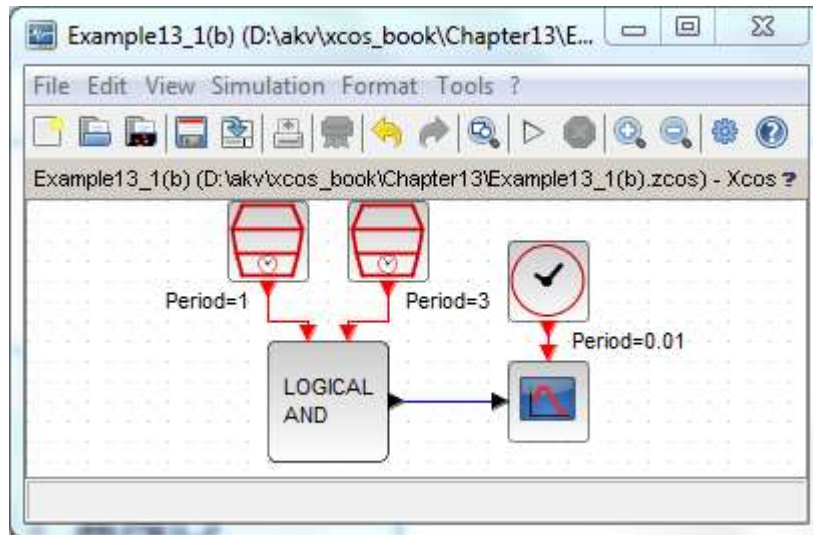 Example13_1(b) (D:\akv\xcos_book\Chapter13\E...
File Edit View Simulation Format Tools ?
Example13_1(b) (D:\akv\xcos_book\Chapter13\Example13_1(b).zcos) - Xcos ?
Period=1
Period=3
Period=0.01
LOGICAL
AND